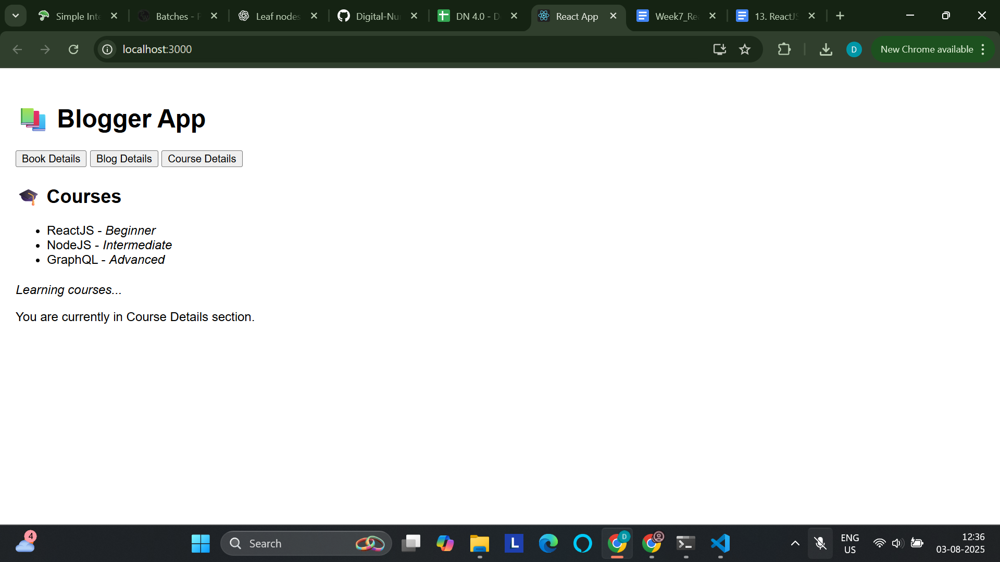 Simple Inte
Batches - P
Leaf nodes
Digital-Nu
DN 4.0 - D
React App
Week7_Re
13. ReactJS
localhost:3000
D
New Chrome available
Blogger App
Book Details
Blog Details
Course Details
Courses
• ReactJS - Beginner
• NodeJS - Intermediate
• GraphQL - Advanced
Learning courses...
You are currently in Course Details section.
4
Search
L
D
ENG
US
12:36
03-08-2025